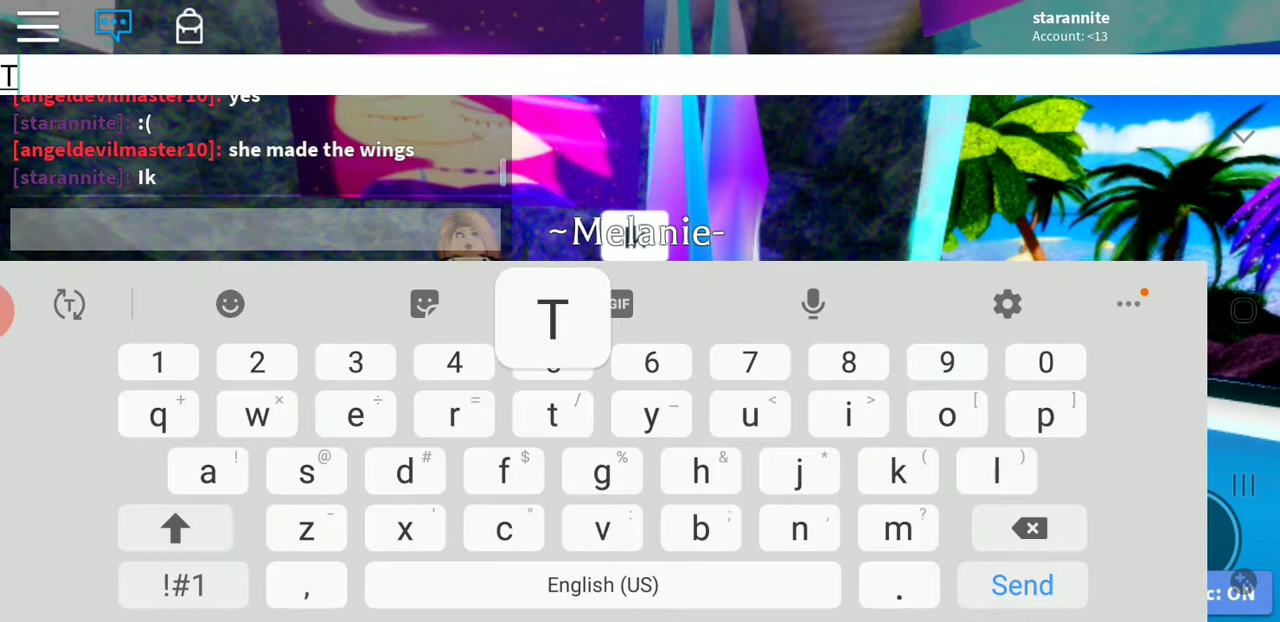 starannite
Account: <13
T
[angeldevilmaster10]: yes
[starannite]: :(
[angeldevilmaster10]: she made the wings
[starannite]: Ik
~Melanie~
T
T GIF
1 2 3 4 6 7 8 9 0
q + w × e ÷ r = t / y _ u < i > o [ p ]
a ! s @ d # f $ g % h & j * k ( l )
z - x ' c " v : b ; n , m ?
!#1 , English (US) . Send
c: ON